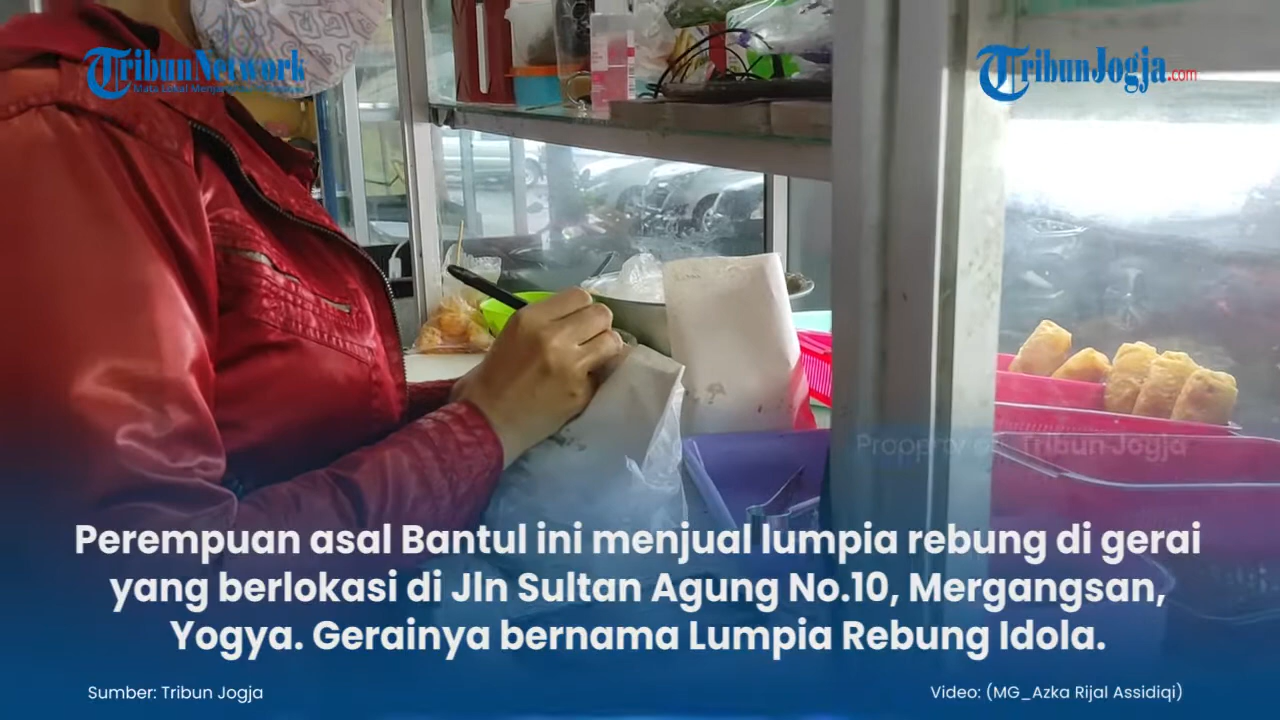 TribunNetwork
TribunJogja.com
Property of Tribun Jogja
Perempuan asal Bantul ini menjual lumpia rebung di gerai
yang berlokasi di Jln Sultan Agung No.10, Mergangsan,
Yogya. Gerainya bernama Lumpia Rebung Idola.
Sumber: Tribun Jogja
Video: (MG_Azka Rijal Assidiqi)